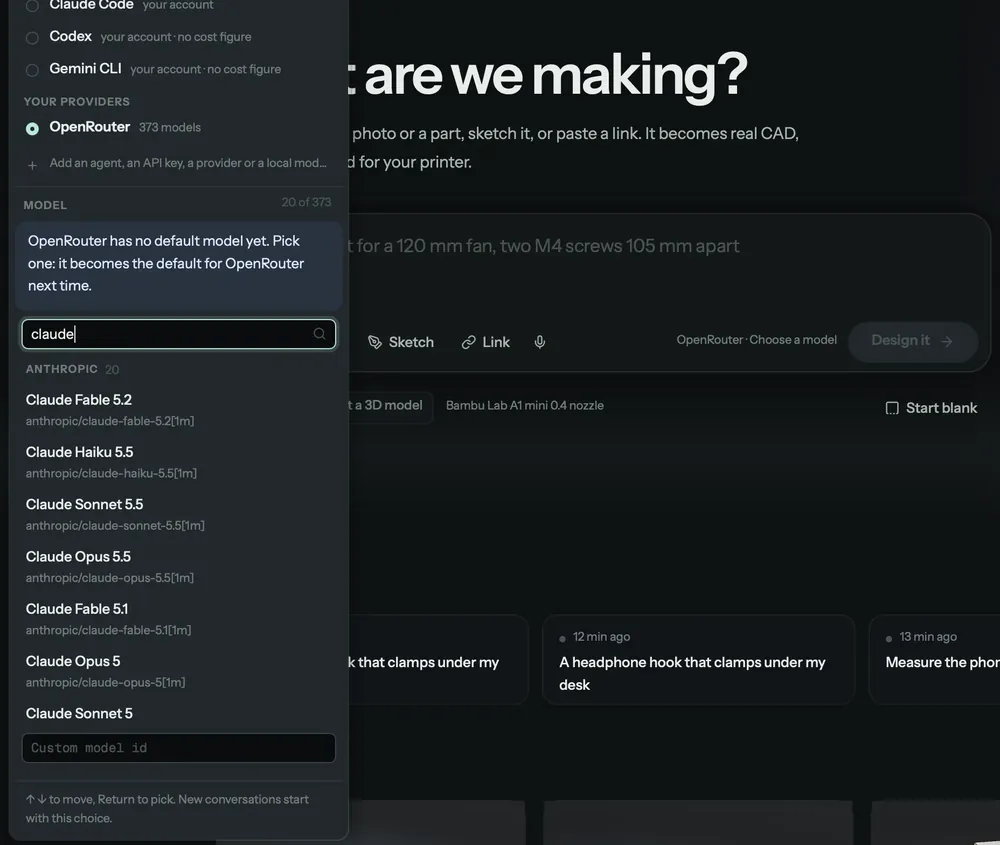 Claude Code your account
Codex your account · no cost figure
Gemini CLI your account · no cost figure
YOUR PROVIDERS
OpenRouter 373 models
+ Add an agent, an API key, a provider or a local mod...
MODEL 20 of 373
OpenRouter has no default model yet. Pick
one: it becomes the default for OpenRouter
next time.
claude
ANTHROPIC 20
Claude Fable 5.2
anthropic/claude-fable-5.2[1m]
Claude Haiku 5.5
anthropic/claude-haiku-5.5[1m]
Claude Sonnet 5.5
anthropic/claude-sonnet-5.5[1m]
Claude Opus 5.5
anthropic/claude-opus-5.5[1m]
Claude Fable 5.1
anthropic/claude-fable-5.1[1m]
Claude Opus 5
anthropic/claude-opus-5[1m]
Claude Sonnet 5
Custom model id
↑↓ to move, Return to pick. New conversations start
with this choice.
t are we making?
photo or a part, sketch it, or paste a link. It becomes real CAD,
d for your printer.
t for a 120 mm fan, two M4 screws 105 mm apart
Sketch Link OpenRouter · Choose a model Design it →
t a 3D model Bambu Lab A1 mini 0.4 nozzle Start blank
k that clamps under my
12 min ago
A headphone hook that clamps under my
desk
13 min ago
Measure the phon